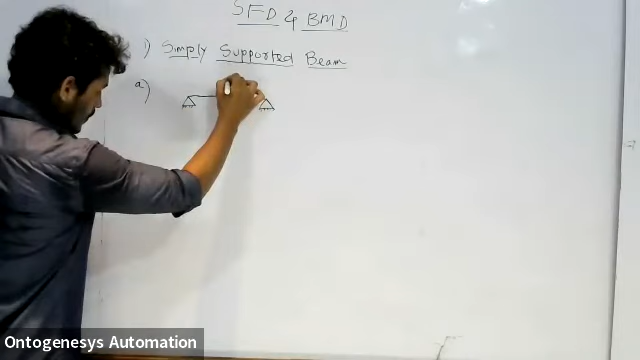 SFD & BMD
1) Simply Supported Beam
a)
Ontogenesys Automation